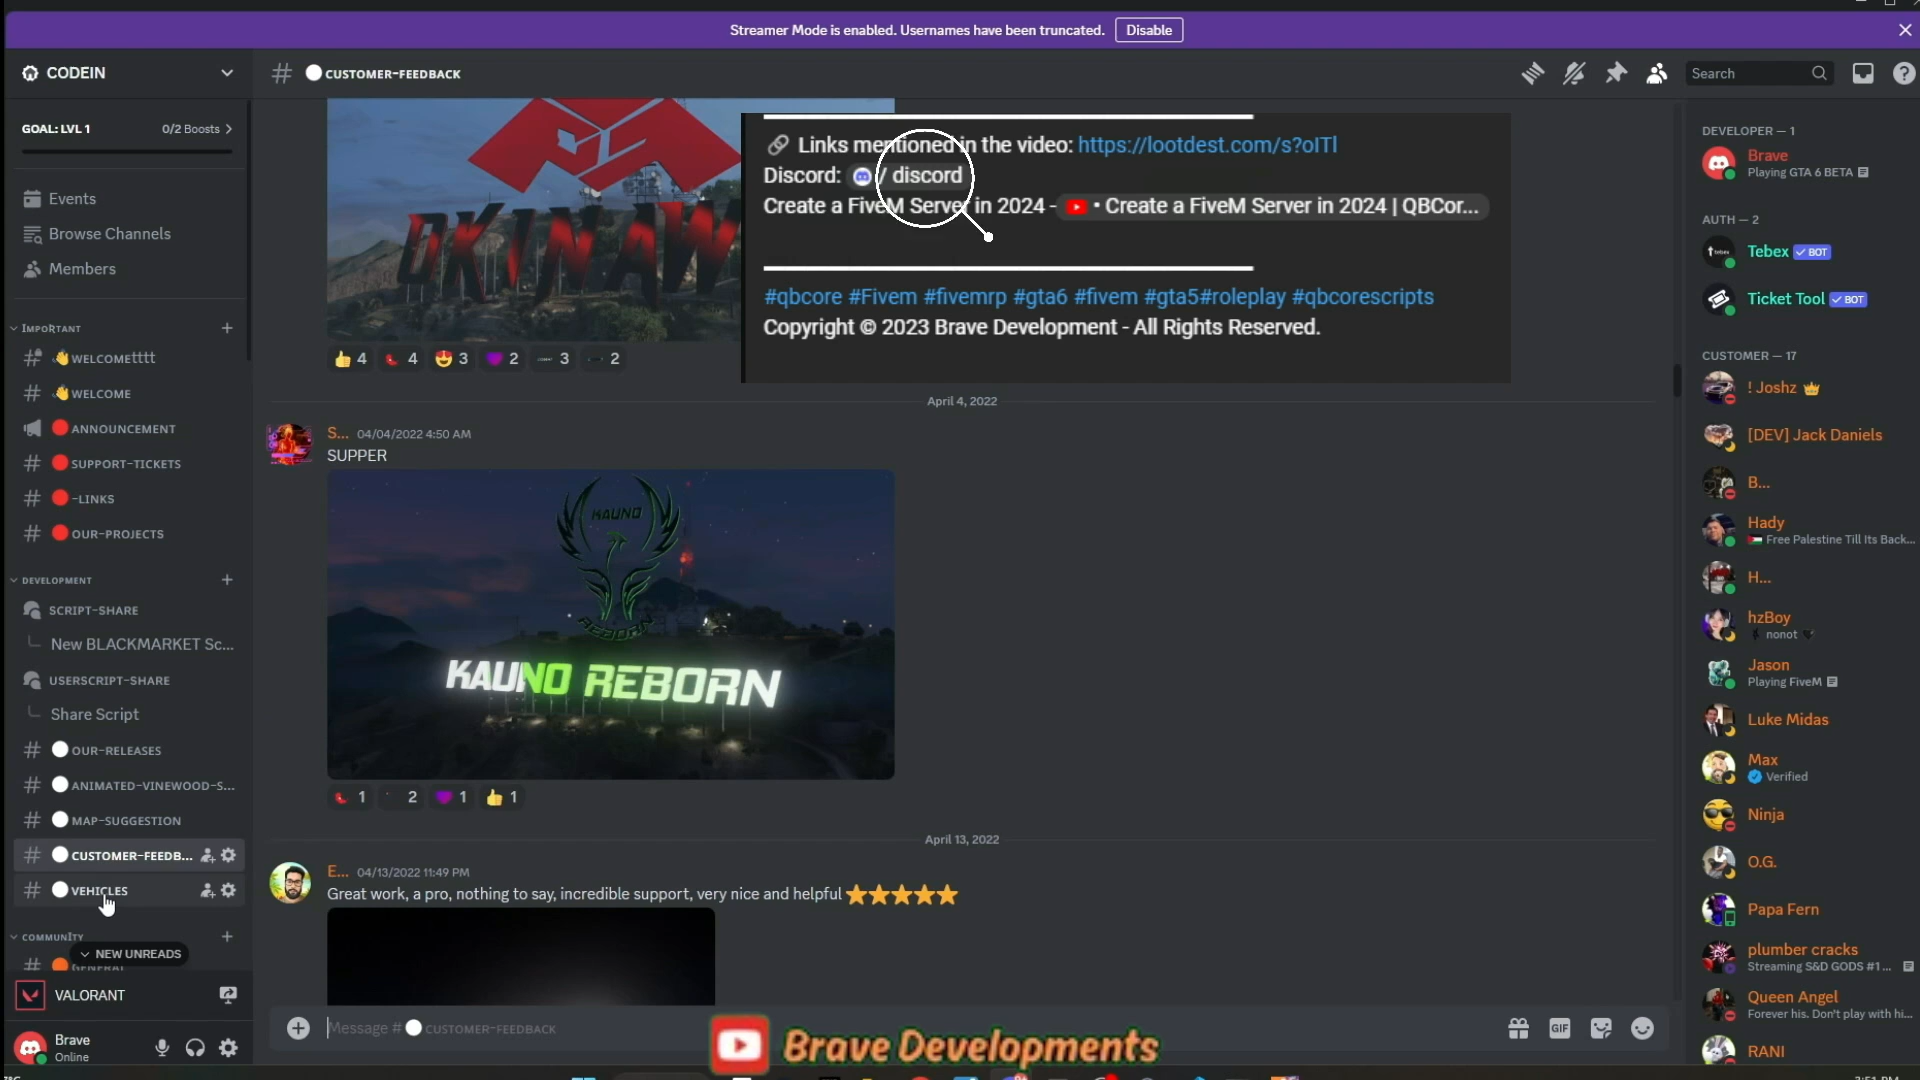 Streamer Mode is enabled. Usernames have been truncated. Disable
CODEIN
CUSTOMER-FEEDBACK
Search
GOAL: LVL 1 0/2 Boosts
Events
Browse Channels
Members
IMPORTANT
WELCOMEtttt
WELCOME
ANNOUNCEMENT
SUPPORT-TICKETS
-LINKS
OUR-PROJECTS
DEVELOPMENT
SCRIPT-SHARE
New BLACKMARKET Sc...
USERSCRIPT-SHARE
Share Script
OUR-RELEASES
ANIMATED-VINEWOOD-S...
MAP-SUGGESTION
CUSTOMER-FEEDB...
VEHICLES
COMMUNITY
NEW UNREADS
GENERAL
VALORANT
Brave
Online
OKINAW
4 4 3 2 3 2
Links mentioned in the video: https://lootdest.com/s?oITl
Discord: / discord
Create a FiveM Server in 2024 - • Create a FiveM Server in 2024 | QBCor...
#qbcore #Fivem #fivemrp #gta6 #fivem #gta5#roleplay #qbcorescripts
Copyright © 2023 Brave Development - All Rights Reserved.
April 4, 2022
S... 04/04/2022 4:50 AM
SUPPER
KAUNO
REBORN
KAUNO REBORN
1 2 1 1
April 13, 2022
E... 04/13/2022 11:49 PM
Great work, a pro, nothing to say, incredible support, very nice and helpful
Message # CUSTOMER-FEEDBACK
GIF
Brave Developments
DEVELOPER — 1
Brave
Playing GTA 6 BETA
AUTH — 2
Tebex BOT
Ticket Tool BOT
CUSTOMER — 17
! Joshz
[DEV] Jack Daniels
B...
Hady
Free Palestine Till Its Back...
H...
hzBoy
nonot
Jason
Playing FiveM
Luke Midas
Max
Verified
Ninja
O.G.
Papa Fern
plumber cracks
Streaming S&D GODS #1 ...
Queen Angel
Forever his. Don't play with hi...
RANI